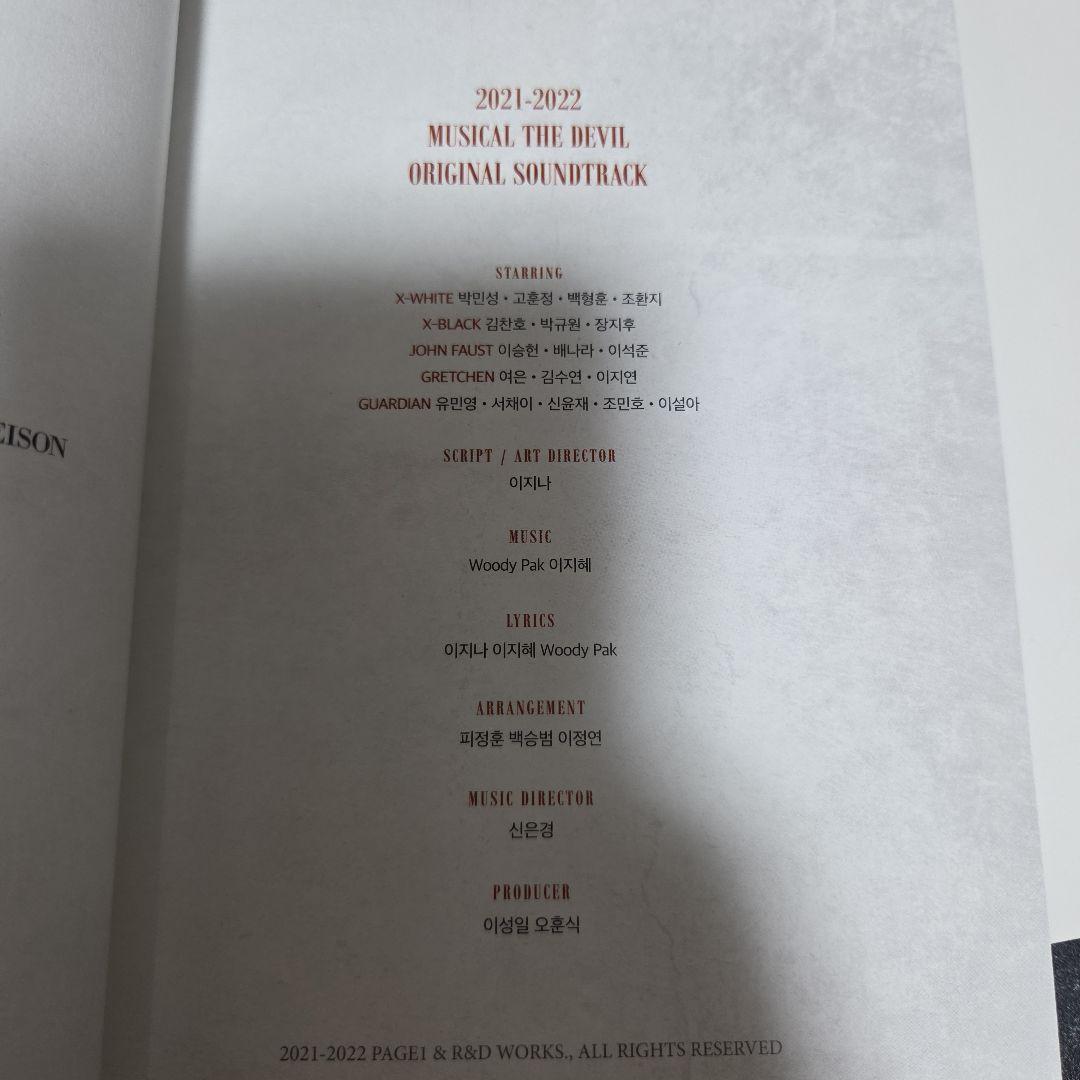 EISON
2021-2022
MUSICAL THE DEVIL
ORIGINAL SOUNDTRACK
STARRING
X-WHITE 박민성 • 고훈정 • 백형훈 • 조환지
X-BLACK 김찬호 • 박규원 • 장지후
JOHN FAUST 이승헌 • 배나라 • 이석준
GRETCHEN 여은 • 김수연 • 이지연
GUARDIAN 유민영 • 서채이 • 신윤재 • 조민호 • 이설아
SCRIPT / ART DIRECTOR
이지나
MUSIC
Woody Pak 이지혜
LYRICS
이지나 이지혜 Woody Pak
ARRANGEMENT
피정훈 백승범 이정연
MUSIC DIRECTOR
신은경
PRODUCER
이성일 오훈식
2021-2022 PAGE1 & R&D WORKS., ALL RIGHTS RESERVED